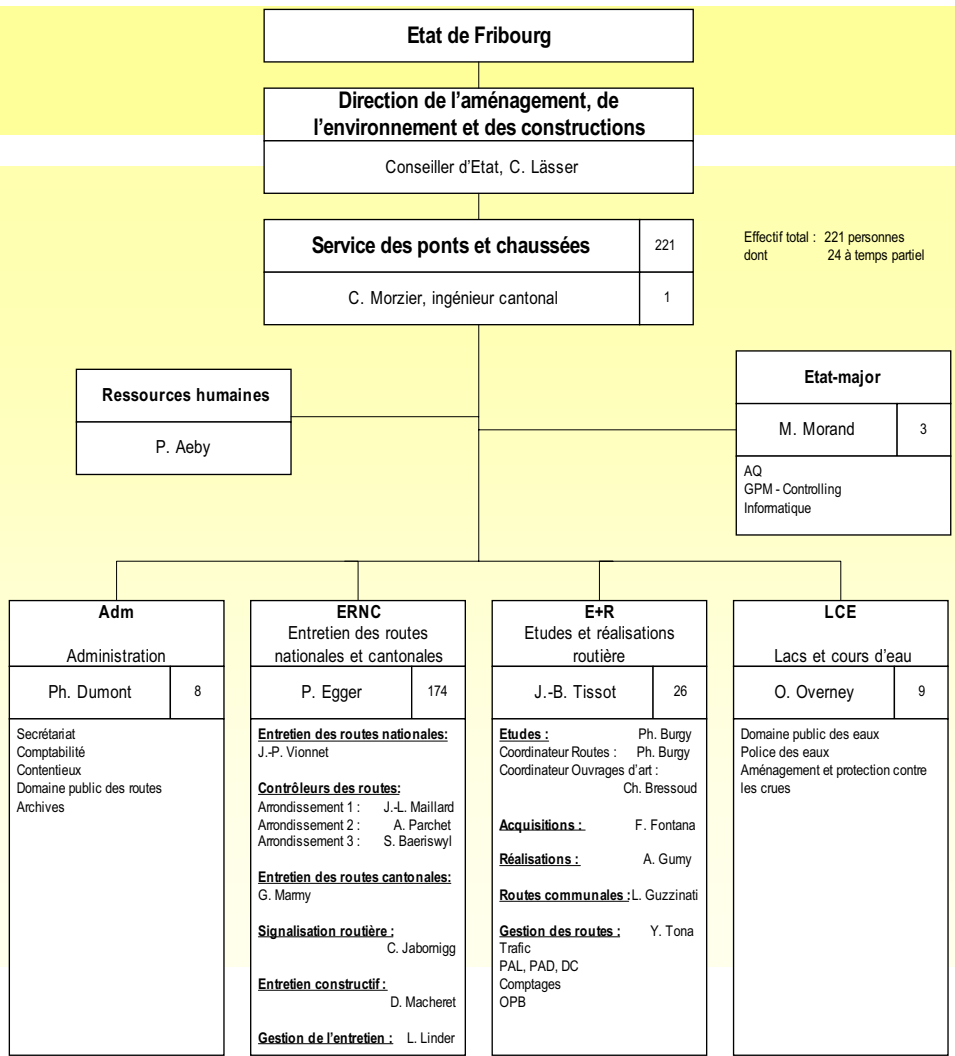 Etat de Fribourg
Direction de l'aménagement, de
l'environnement et des constructions
Conseiller d'Etat, C. Lässer
Service des ponts et chaussées 221
C. Morzier, ingénieur cantonal 1
Effectif total : 221 personnes
dont 24 à temps partiel
Ressources humaines
P. Aeby
Etat-major
M. Morand 3
AQ
GPM - Controlling
Informatique
Adm
Administration
Ph. Dumont 8
Secrétariat
Comptabilité
Contentieux
Domaine public des routes
Archives
ERNC
Entretien des routes
nationales et cantonales
P. Egger 174
Entretien des routes nationales:
J.-P. Vionnet
Contrôleurs des routes:
Arrondissement 1 : J.-L. Maillard
Arrondissement 2 : A. Parchet
Arrondissement 3 : S. Baeriswyl
Entretien des routes cantonales:
G. Marmy
Signalisation routière :
C. Jabornigg
Entretien constructif :
D. Macheret
Gestion de l'entretien : L. Linder
E+R
Etudes et réalisations
routière
J.-B. Tissot 26
Etudes : Ph. Burgy
Coordinateur Routes : Ph. Burgy
Coordinateur Ouvrages d'art :
Ch. Bressoud
Acquisitions : F. Fontana
Réalisations : A. Gumy
Routes communales : L. Guzzinati
Gestion des routes : Y. Tona
Trafic
PAL, PAD, DC
Comptages
OPB
LCE
Lacs et cours d'eau
O. Overney 9
Domaine public des eaux
Police des eaux
Aménagement et protection contre
les crues